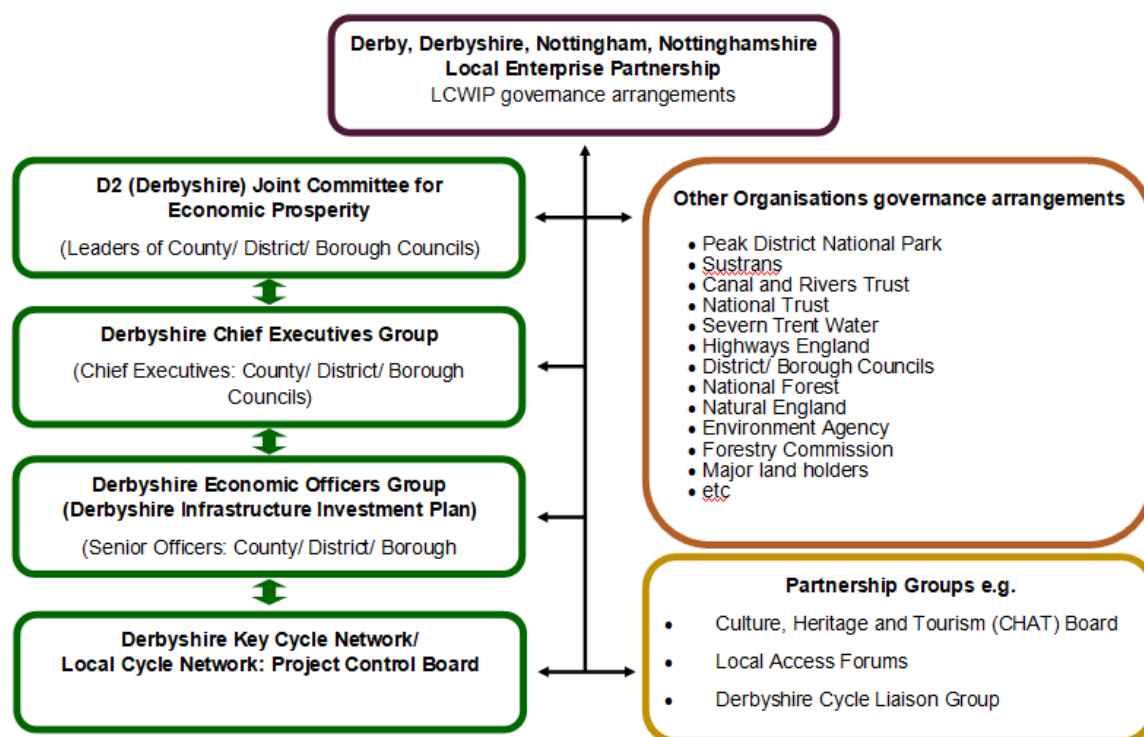 Derby, Derbyshire, Nottingham, Nottinghamshire
Local Enterprise Partnership
LCWIP governance arrangements
D2 (Derbyshire) Joint Committee for
Economic Prosperity
(Leaders of County/ District/ Borough Councils)
Derbyshire Chief Executives Group
(Chief Executives: County/ District/ Borough
Councils)
Derbyshire Economic Officers Group
(Derbyshire Infrastructure Investment Plan)
(Senior Officers: County/ District/ Borough
Derbyshire Key Cycle Network/
Local Cycle Network: Project Control Board
Other Organisations governance arrangements
• Peak District National Park
• Sustrans
• Canal and Rivers Trust
• National Trust
• Severn Trent Water
• Highways England
• District/ Borough Councils
• National Forest
• Natural England
• Environment Agency
• Forestry Commission
• Major land holders
• etc
Partnership Groups e.g.
• Culture, Heritage and Tourism (CHAT) Board
• Local Access Forums
• Derbyshire Cycle Liaison Group